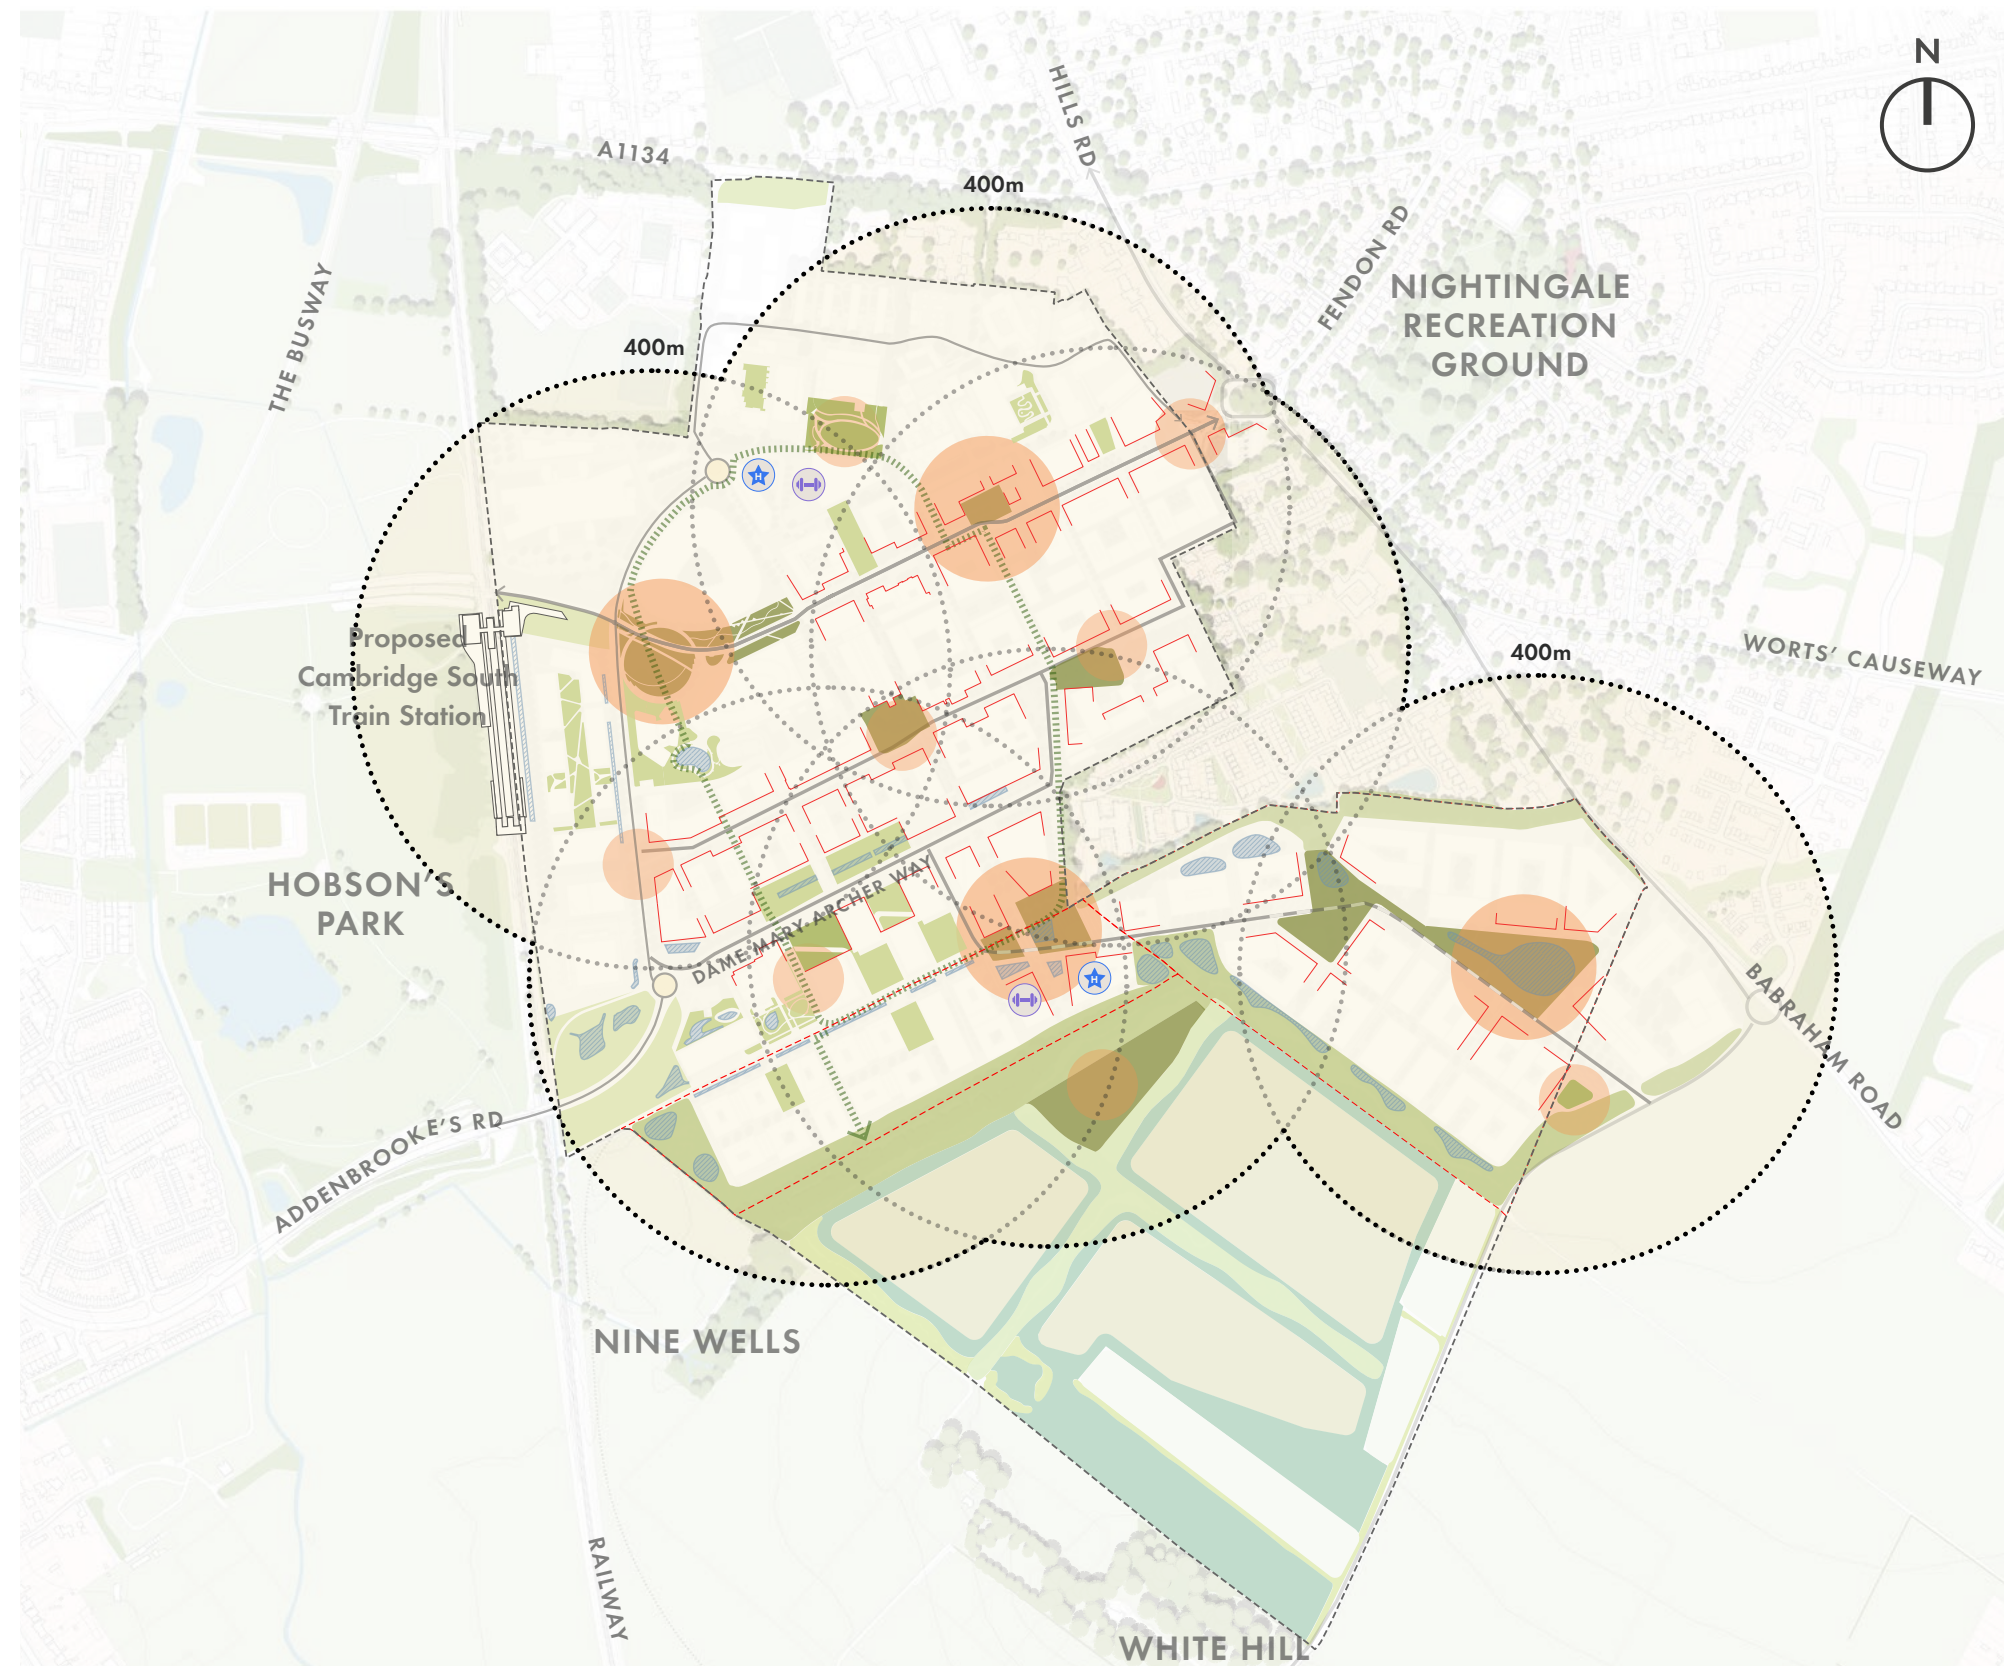 N
HILLS RD
A1134
400m
FENDON RD
THE BUSWAY
NIGHTINGALE
RECREATION
GROUND
400m
H
Proposed
Cambridge South
Train Station
400m
WORTS' CAUSEWAY
HOBSON'S
PARK
DAME MARY ARCHER WAY
H
BABRAHAM ROAD
ADDENBROOKE'S RD
NINE WELLS
RAILWAY
WHITE HILL